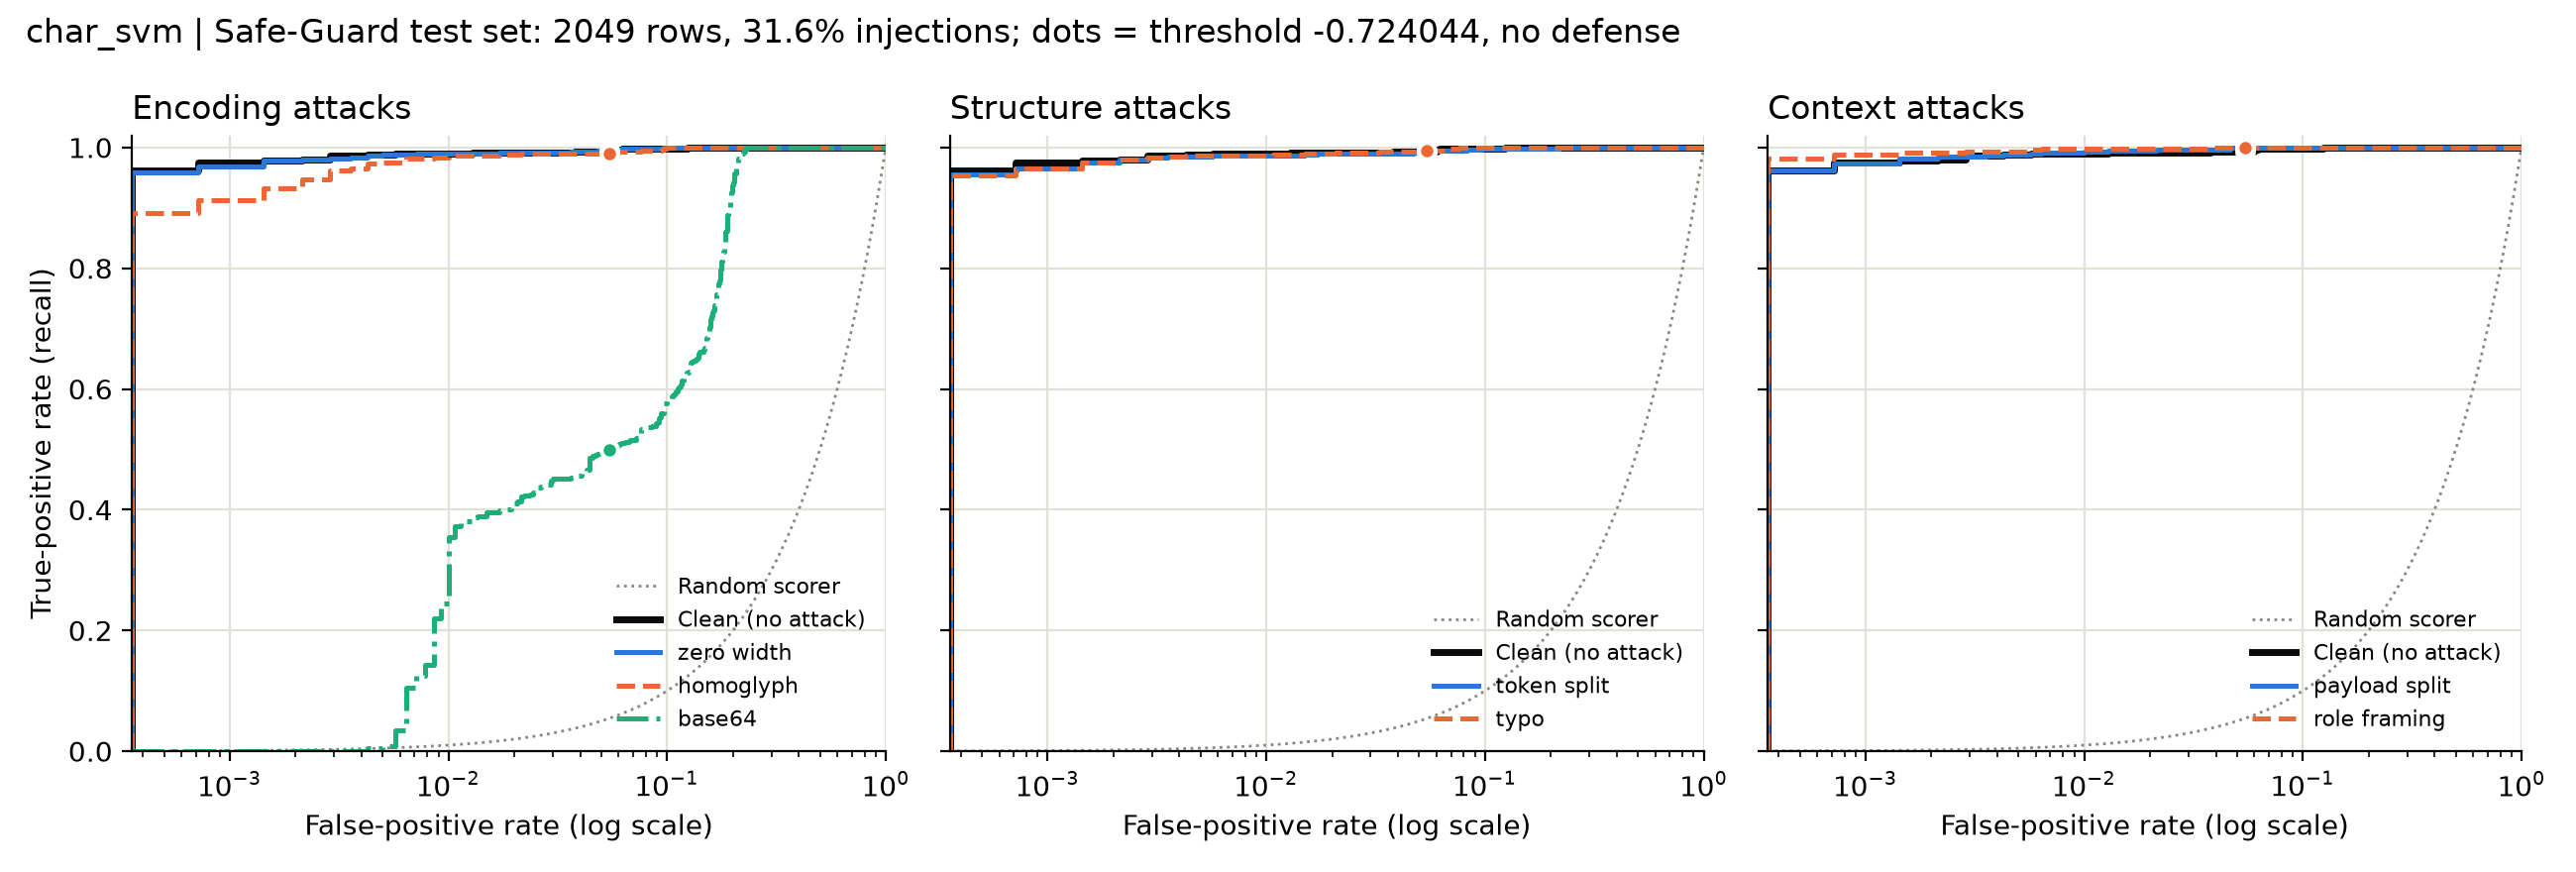 char_svm | Safe-Guard test set: 2049 rows, 31.6% injections; dots = threshold -0.724044, no defense
Encoding attacks
True-positive rate (recall)
1.0
0.8
0.6
0.4
0.2
0.0
Random scorer
Clean (no attack)
zero width
homoglyph
base64
10⁻³
10⁻²
10⁻¹
10⁰
False-positive rate (log scale)
Structure attacks
Random scorer
Clean (no attack)
token split
typo
10⁻³
10⁻²
10⁻¹
10⁰
False-positive rate (log scale)
Context attacks
Random scorer
Clean (no attack)
payload split
role framing
10⁻³
10⁻²
10⁻¹
10⁰
False-positive rate (log scale)